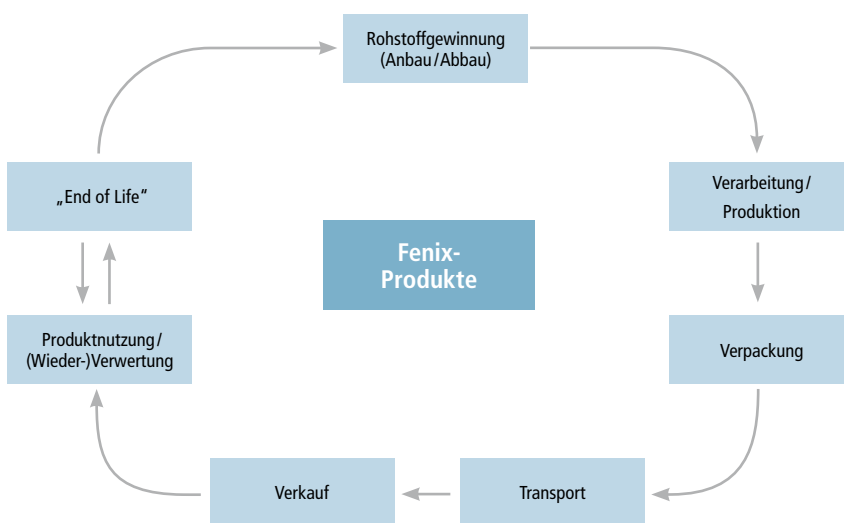 Rohstoffgewinnung
(Anbau/Abbau)
Verarbeitung/
Produktion
Verpackung
Transport
Verkauf
Produktnutzung/
(Wieder-)Verwertung
„End of Life“
Fenix-
Produkte